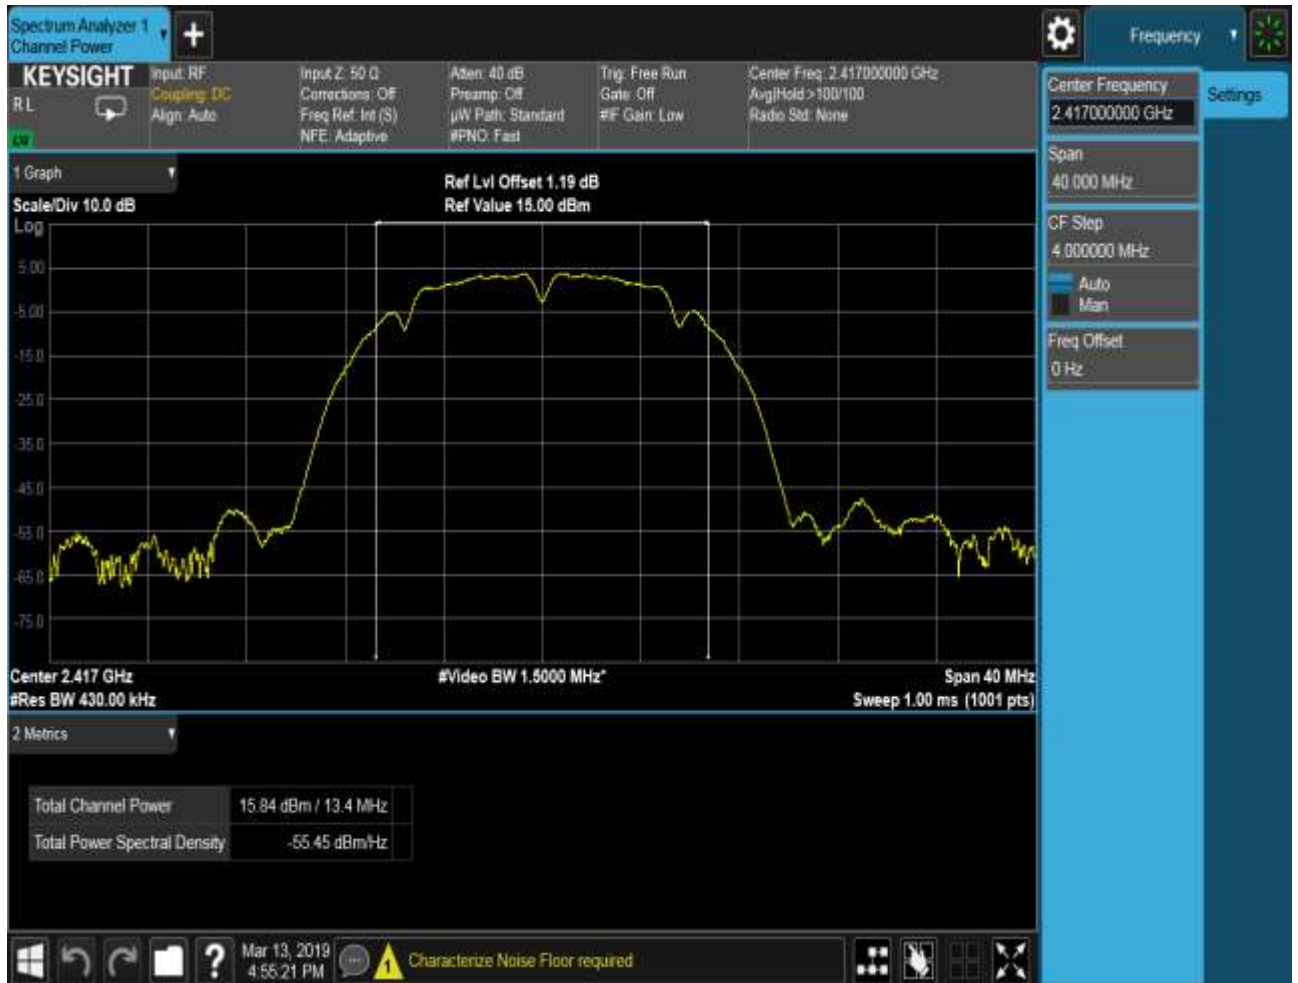 Spectrum Analyzer 1
Channel Power
Frequency
KEYSIGHT
R L
Input: RF
Coupling: DC
Align: Auto
Input Z: 50 Ω
Corrections: Off
Freq Ref: Int (S)
NFE: Adaptive
Atten: 40 dB
Preamp: Off
µW Path: Standard
#PNO: Fast
Trig: Free Run
Gate: Off
#IF Gain: Low
Center Freq: 2.417000000 GHz
Avg|Hold:>100/100
Radio Std: None
Center Frequency
2.417000000 GHz
Settings
Span
40.000 MHz
CF Step
4.000000 MHz
Auto
Man
Freq Offset
0 Hz
1 Graph
Scale/Div 10.0 dB
Ref Lvl Offset 1.19 dB
Ref Value 15.00 dBm
Log
5.00
-5.00
-15.0
-25.0
-35.0
-45.0
-55.0
-65.0
-75.0
Center 2.417 GHz
#Video BW 1.5000 MHz*
Span 40 MHz
#Res BW 430.00 kHz
Sweep 1.00 ms (1001 pts)
2 Metrics
Total Channel Power
15.84 dBm / 13.4 MHz
Total Power Spectral Density
-55.45 dBm/Hz
Mar 13, 2019
4:55:21 PM
1
Characterize Noise Floor required